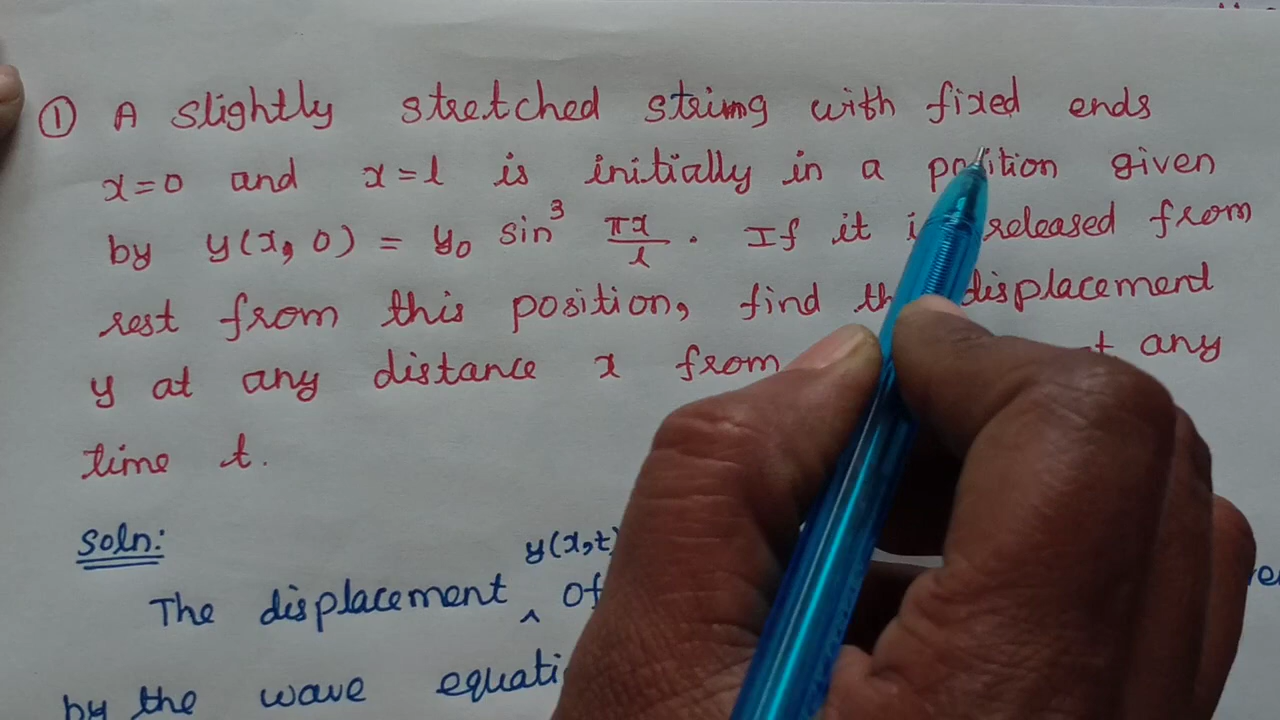 ① A slightly stretched string with fixed ends
x=0 and x=l is initially in a position given
by y(x, 0) = y₀ sin³ πx/l . If it released from
rest from this position, find displacement
y at any distance x from any
time t.
Soln:
y(x,t)
The displacement ^ of
by the wave